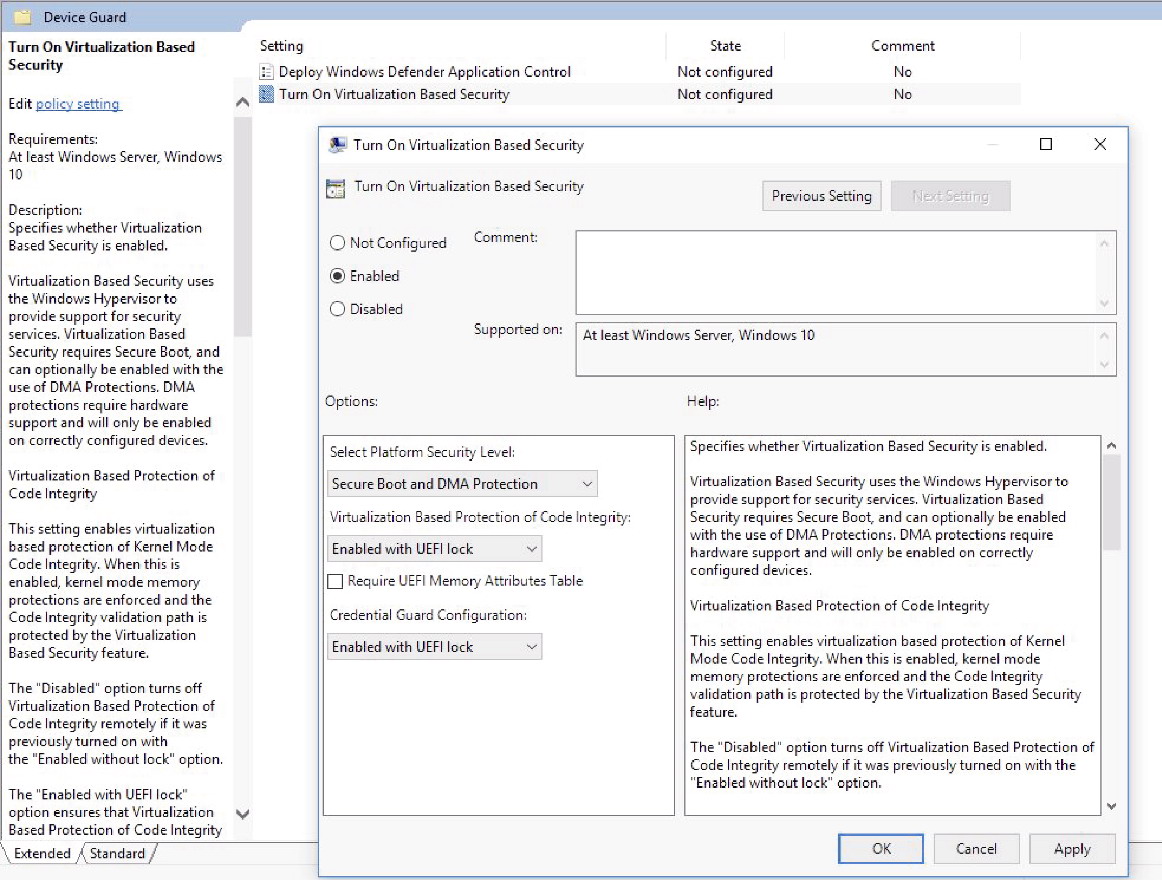 Device Guard
Turn On Virtualization Based
Security
Edit policy setting
Requirements:
At least Windows Server, Windows
10
Description:
Specifies whether Virtualization
Based Security is enabled.
Virtualization Based Security uses
the Windows Hypervisor to
provide support for security
services. Virtualization Based
Security requires Secure Boot, and
can optionally be enabled with the
use of DMA Protections. DMA
protections require hardware
support and will only be enabled
on correctly configured devices.
Virtualization Based Protection of
Code Integrity
This setting enables virtualization
based protection of Kernel Mode
Code Integrity. When this is
enabled, kernel mode memory
protections are enforced and the
Code Integrity validation path is
protected by the Virtualization
Based Security feature.
The "Disabled" option turns off
Virtualization Based Protection of
Code Integrity remotely if it was
previously turned on with
the "Enabled without lock" option.
The "Enabled with UEFI lock"
option ensures that Virtualization
Based Protection of Code Integrity
Extended Standard
Setting State Comment
Deploy Windows Defender Application Control Not configured No
Turn On Virtualization Based Security Not configured No
Turn On Virtualization Based Security
Turn On Virtualization Based Security
Previous Setting Next Setting
Not Configured
Enabled
Disabled
Comment:
Supported on:
At least Windows Server, Windows 10
Options:
Select Platform Security Level:
Secure Boot and DMA Protection
Virtualization Based Protection of Code Integrity:
Enabled with UEFI lock
Require UEFI Memory Attributes Table
Credential Guard Configuration:
Enabled with UEFI lock
Help:
Specifies whether Virtualization Based Security is enabled.
Virtualization Based Security uses the Windows Hypervisor to
provide support for security services. Virtualization Based
Security requires Secure Boot, and can optionally be enabled
with the use of DMA Protections. DMA protections require
hardware support and will only be enabled on correctly
configured devices.
Virtualization Based Protection of Code Integrity
This setting enables virtualization based protection of Kernel
Mode Code Integrity. When this is enabled, kernel mode
memory protections are enforced and the Code Integrity
validation path is protected by the Virtualization Based Security
feature.
The "Disabled" option turns off Virtualization Based Protection of
Code Integrity remotely if it was previously turned on with the
"Enabled without lock" option.
OK Cancel Apply